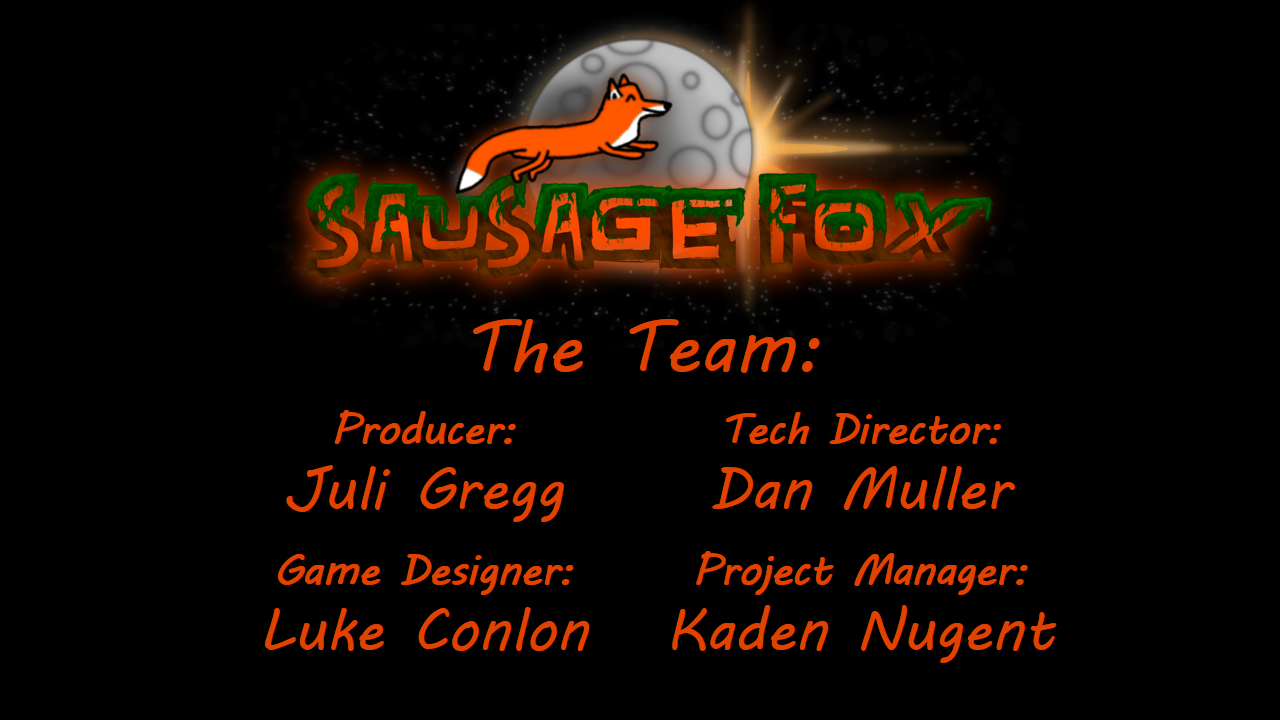 SAUSAGE FOX
The Team:
Producer:
Juli Gregg
Tech Director:
Dan Muller
Game Designer:
Luke Conlon
Project Manager:
Kaden Nugent